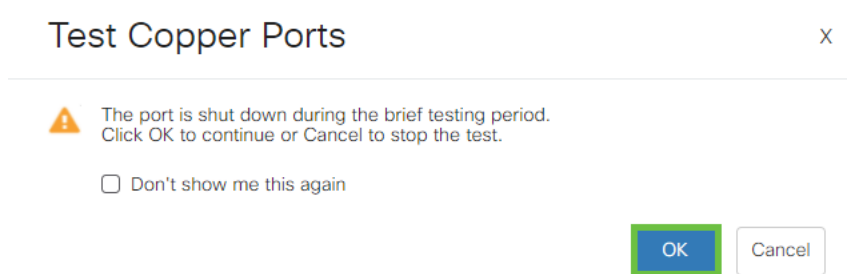 Test Copper Ports
X
The port is shut down during the brief testing period.
Click OK to continue or Cancel to stop the test.
Don't show me this again
OK
Cancel